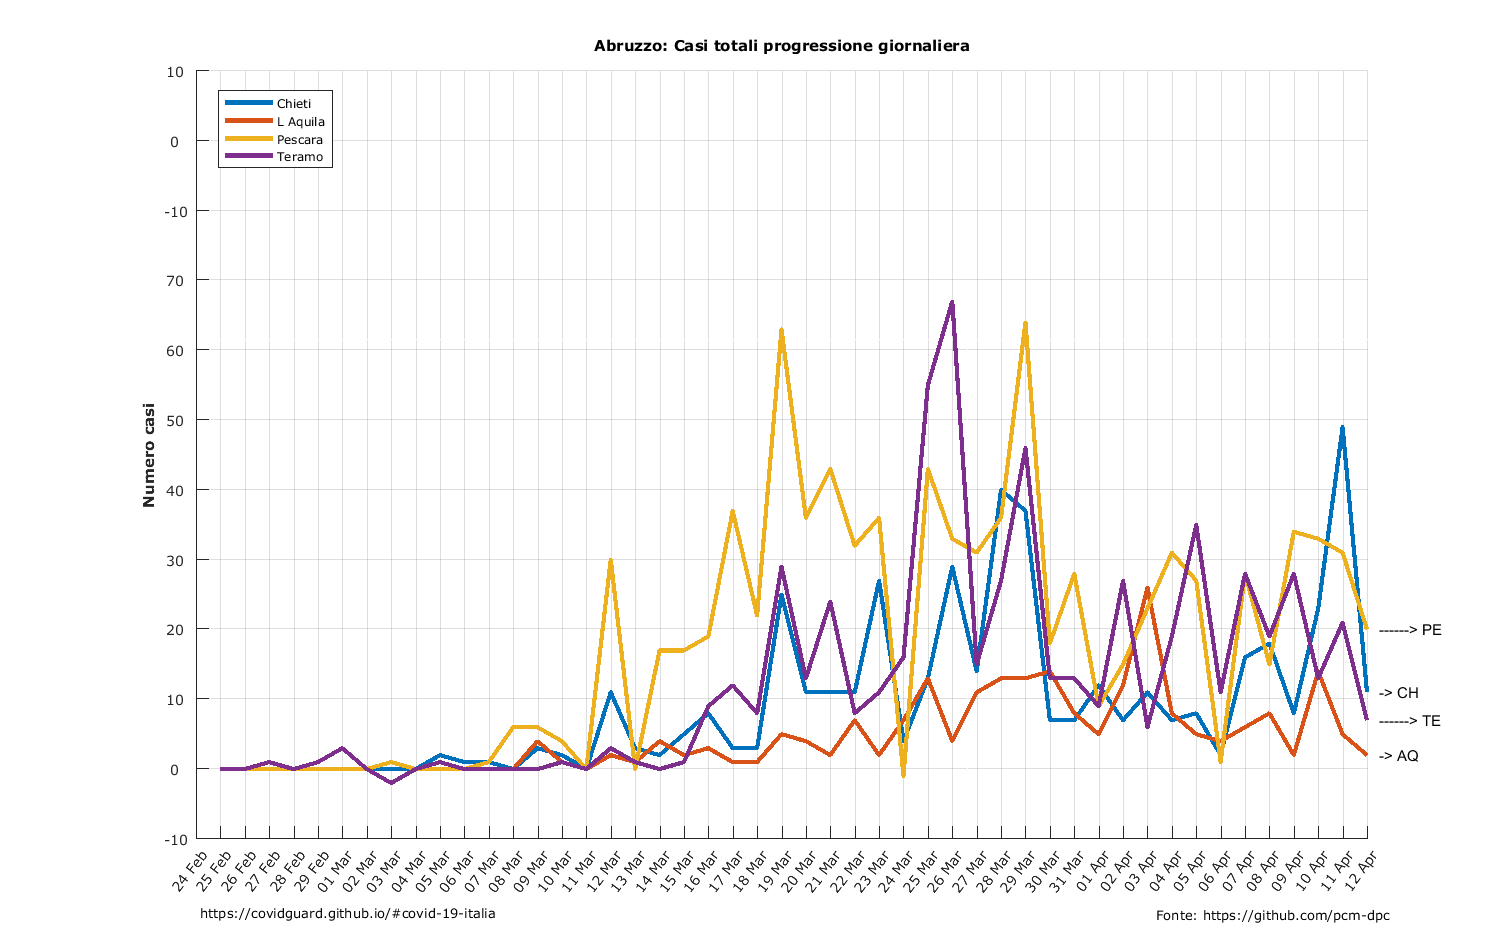 Abruzzo: Casi totali progressione giornaliera
10
0
-10
70
60
50
40
30
20
10
0
-10
Numero casi
Chieti
L Aquila
Pescara
Teramo
------> PE
-> CH
------> TE
-> AQ
24 Feb
25 Feb
26 Feb
27 Feb
28 Feb
29 Feb
01 Mar
02 Mar
03 Mar
04 Mar
05 Mar
06 Mar
07 Mar
08 Mar
09 Mar
10 Mar
11 Mar
12 Mar
13 Mar
14 Mar
15 Mar
16 Mar
17 Mar
18 Mar
19 Mar
20 Mar
21 Mar
22 Mar
23 Mar
24 Mar
25 Mar
26 Mar
27 Mar
28 Mar
29 Mar
30 Mar
31 Mar
01 Apr
02 Apr
03 Apr
04 Apr
05 Apr
06 Apr
07 Apr
08 Apr
09 Apr
10 Apr
11 Apr
12 Apr
https://covidguard.github.io/#covid-19-italia
Fonte: https://github.com/pcm-dpc